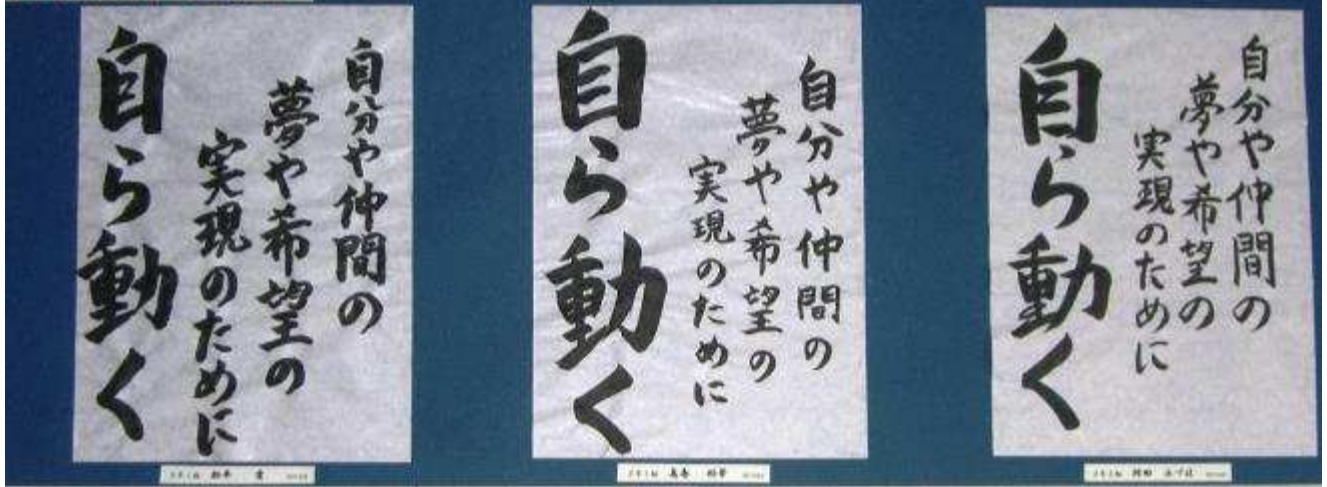 自分や仲間の
夢や希望の
実現のために
自ら動く
自分や仲間の
夢や希望の
実現のために
自ら動く
自分や仲間の
夢や希望の
実現のために
自ら動く